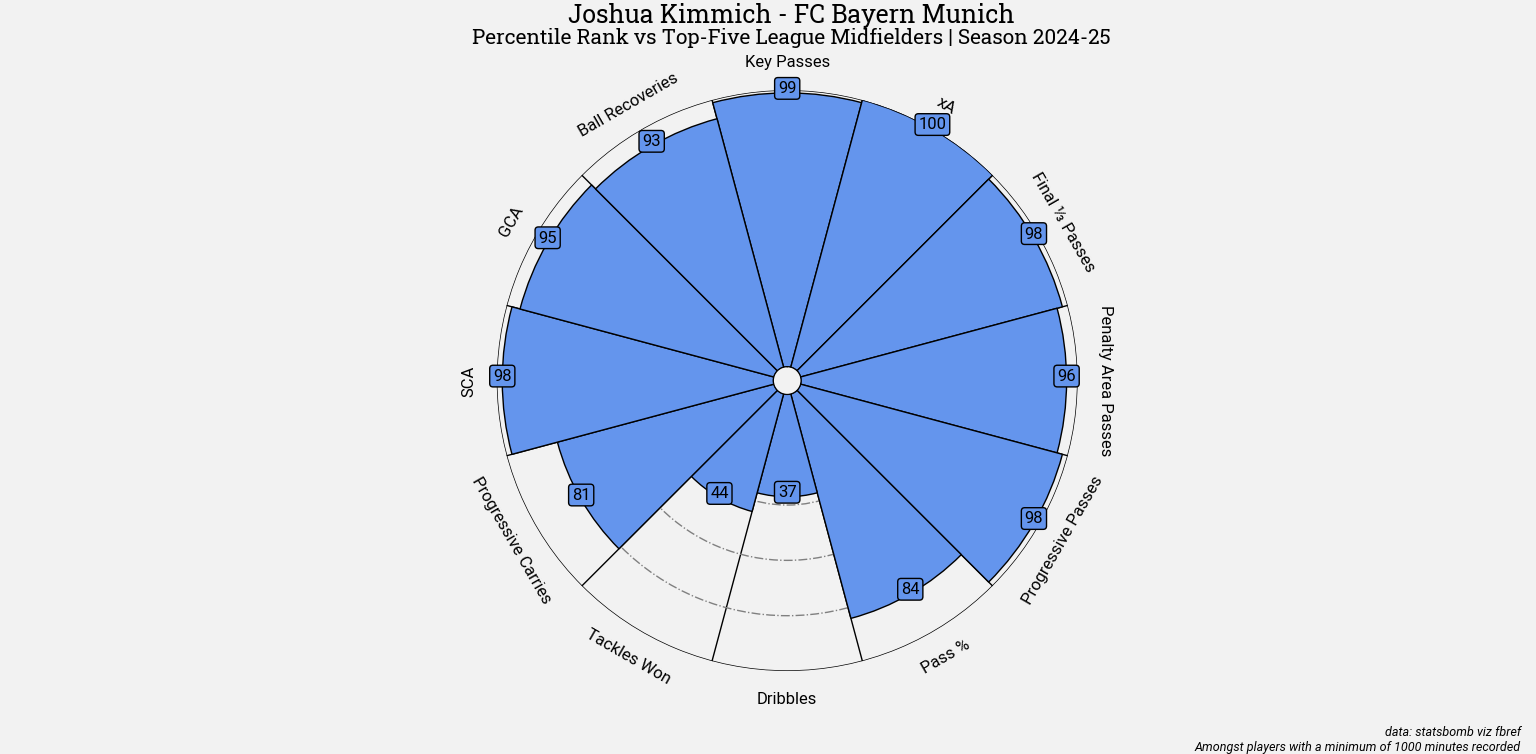 Joshua Kimmich - FC Bayern Munich
Percentile Rank vs Top-Five League Midfielders | Season 2024-25
Key Passes
99
xA
100
Final ⅓ Passes
98
Penalty Area Passes
96
Progressive Passes
98
Pass %
84
Dribbles
37
Tackles Won
44
Progressive Carries
81
SCA
98
GCA
95
Ball Recoveries
93
data: statsbomb viz fbref
Amongst players with a minimum of 1000 minutes recorded